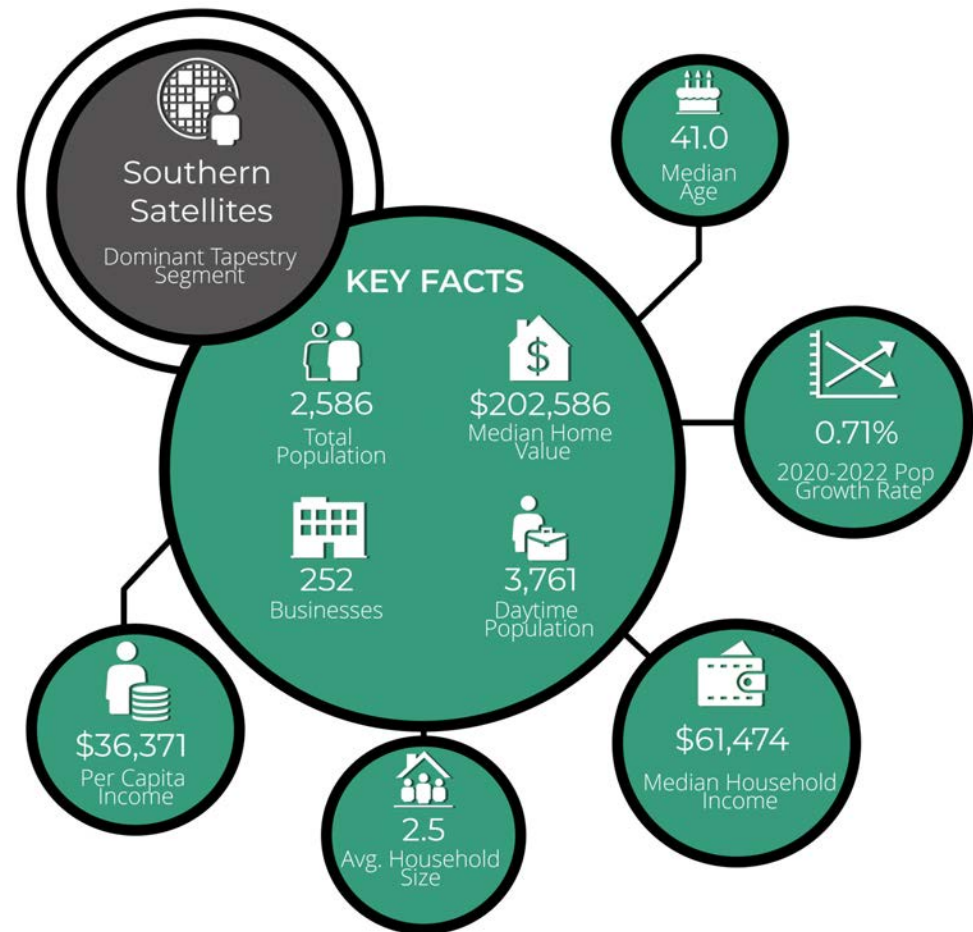 Southern
Satellites
Dominant Tapestry
Segment
41.0
Median
Age
KEY FACTS
$
2,586
Total
Population
$202,586
Median Home
Value
0.71%
2020-2022 Pop
Growth Rate
252
Businesses
3,761
Daytime
Population
$36,371
Per Capita
Income
2.5
Avg. Household
Size
$61,474
Median Household
Income